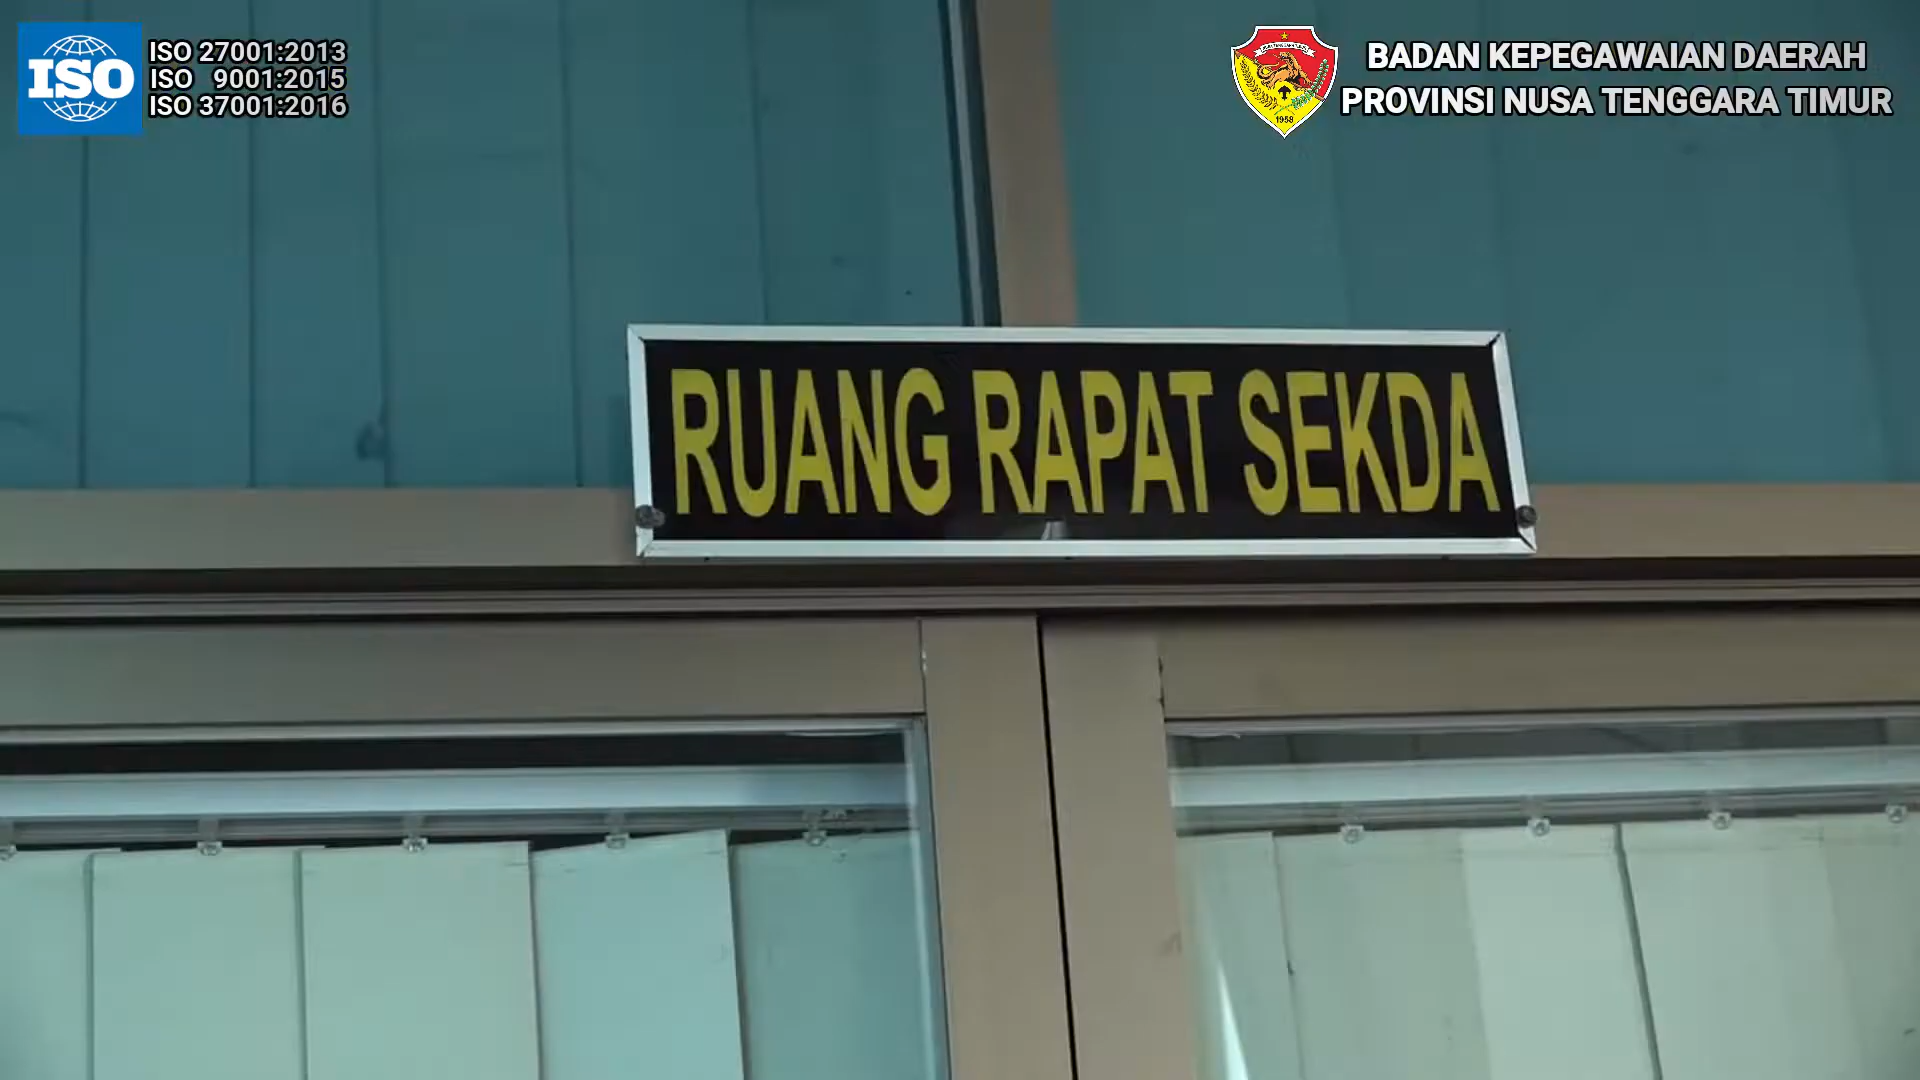 ISO
ISO 27001:2013
ISO 9001:2015
ISO 37001:2016
1958
BADAN KEPEGAWAIAN DAERAH
PROVINSI NUSA TENGGARA TIMUR
RUANG RAPAT SEKDA